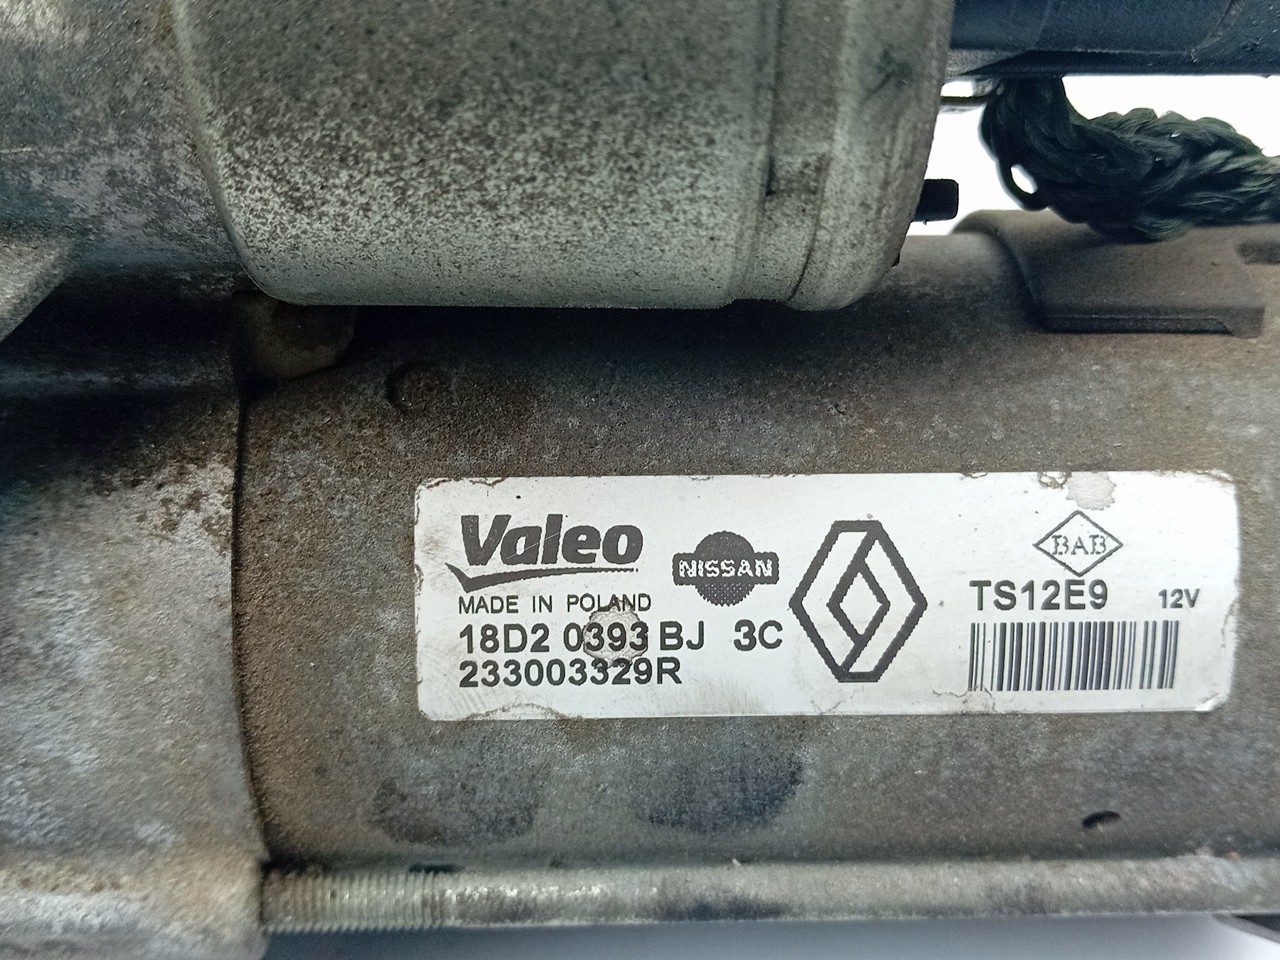 Valeo
NISSAN
MADE IN POLAND
18D2 0393 BJ 3C
233003329R
BAB
TS12E9 12V